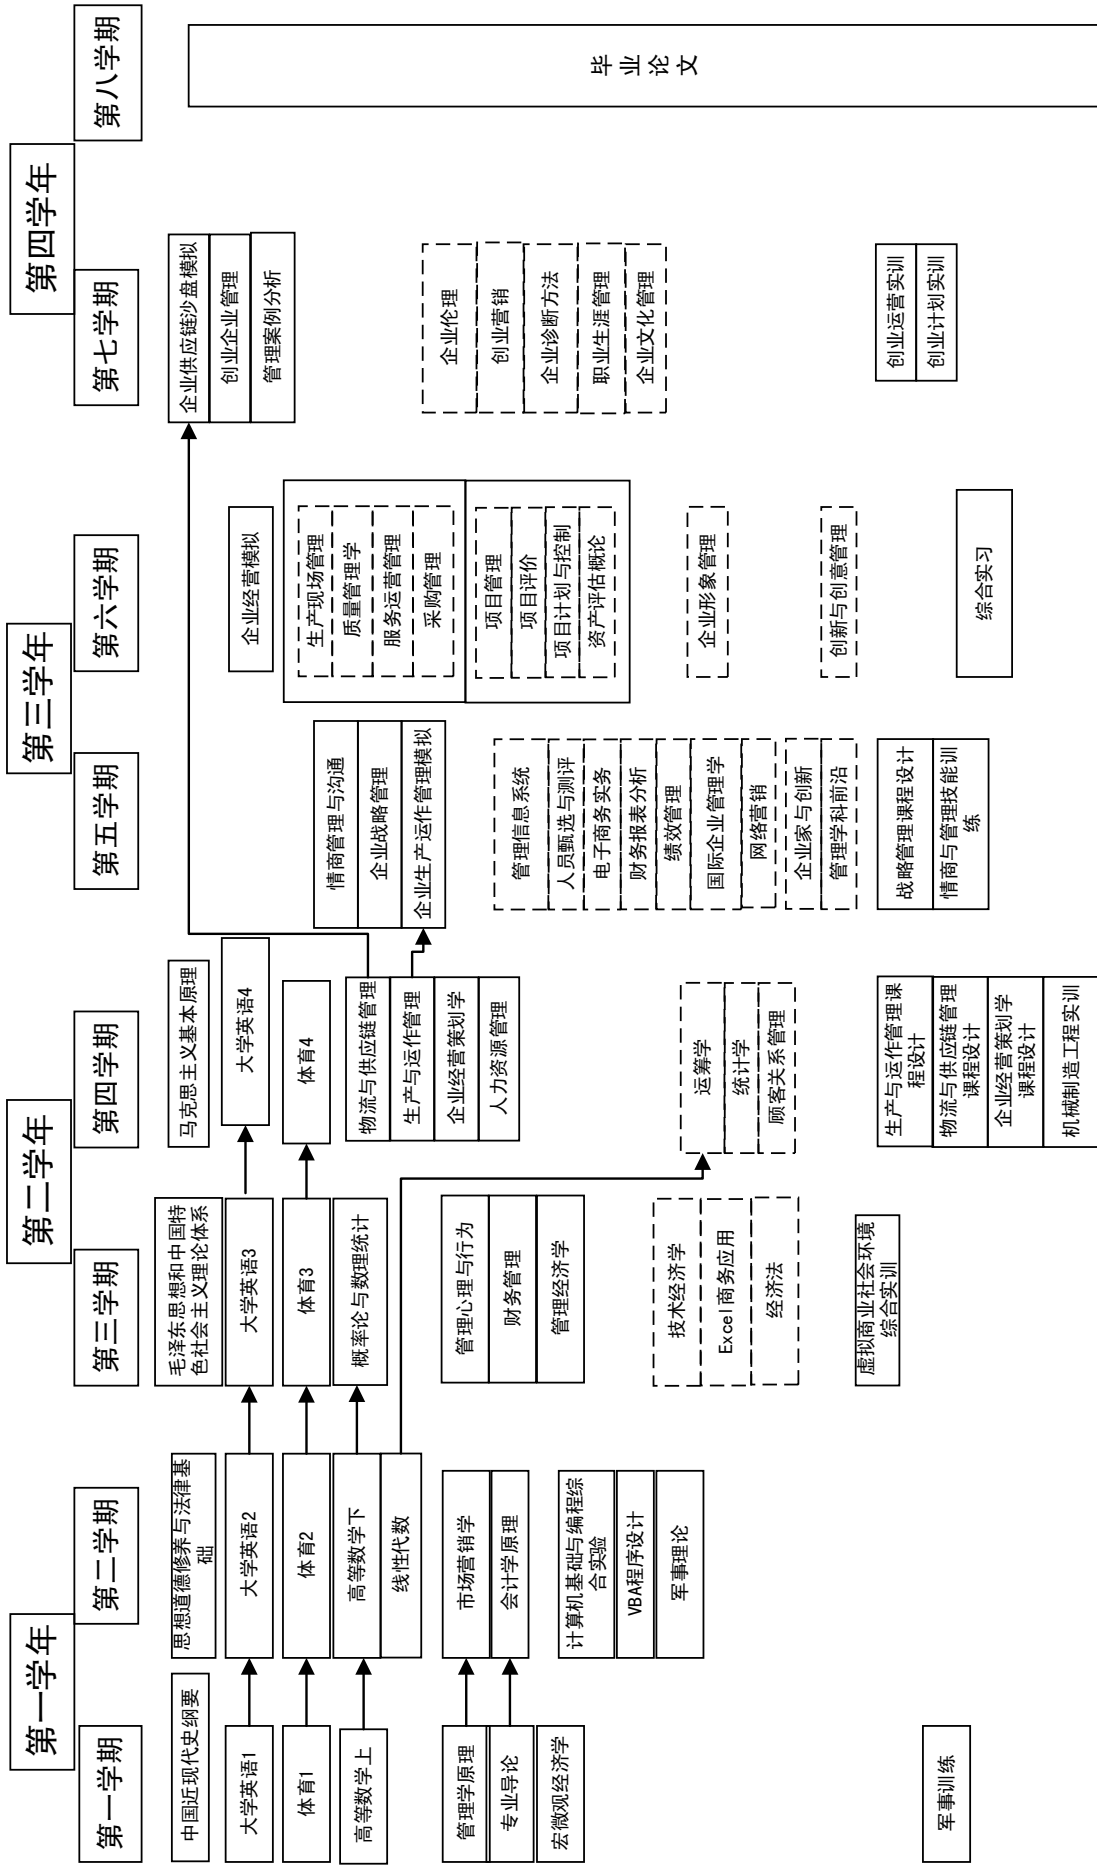 第一学年
第二学年
第三学年
第四学年
第一学期
第二学期
第三学期
第四学期
第五学期
第六学期
第七学期
第八学期
中国近现代史纲要
大学英语1
体育1
高等数学上
管理学原理
专业导论
宏微观经济学
军事训练
思想道德修养与法律基
础
大学英语2
体育2
高等数学下
线性代数
市场营销学
会计学原理
计算机基础与编程综
合实验
VBA程序设计
军事理论
毛泽东思想和中国特
色社会主义理论体系
大学英语3
体育3
概率论与数理统计
管理心理与行为
财务管理
管理经济学
技术经济学
Excel商务应用
经济法
虚拟商业社会环境
综合实训
马克思主义基本原理
大学英语4
体育4
物流与供应链管理
生产与运作管理
企业经营策划学
人力资源管理
运筹学
统计学
顾客关系管理
生产与运作管理课
程设计
物流与供应链管理
课程设计
企业经营策划学
课程设计
机械制造工程实训
情商管理与沟通
企业战略管理
企业生产运作管理模拟
管理信息系统
人员甄选与测评
电子商务实务
财务报表分析
绩效管理
国际企业管理学
网络营销
企业家与创新
管理学科前沿
战略管理课程设计
情商与管理技能训
练
企业经营模拟
生产现场管理
质量管理学
服务运营管理
采购管理
项目管理
项目评价
项目计划与控制
资产评估概论
企业形象管理
创新与创意管理
综合实习
企业供应链沙盘模拟
创业企业管理
管理案例分析
企业伦理
创业营销
企业诊断方法
职业生涯管理
企业文化管理
创业运营实训
创业计划实训
毕业论文